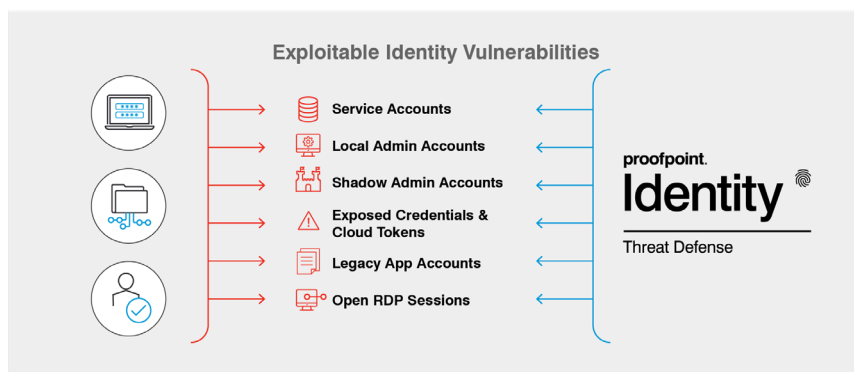 Exploitable Identity Vulnerabilities
Service Accounts
Local Admin Accounts
Shadow Admin Accounts
Exposed Credentials &
Cloud Tokens
Legacy App Accounts
Open RDP Sessions
proofpoint.
Identity
Threat Defense